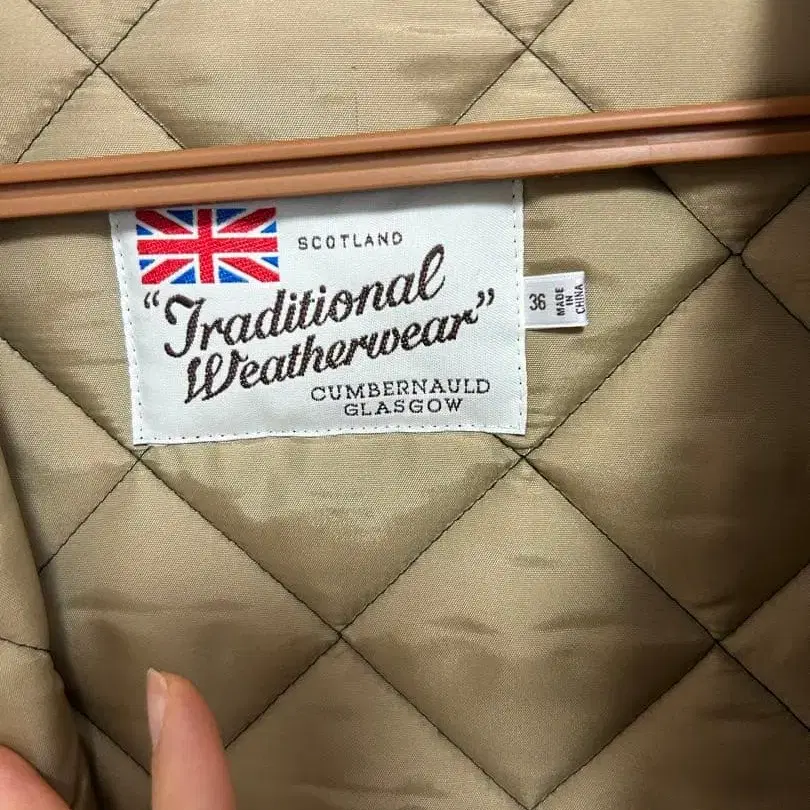 SCOTLAND
"Traditional
Weatherwear"
CUMBERNAULD
GLASGOW
36
MADE
IN
CHINA